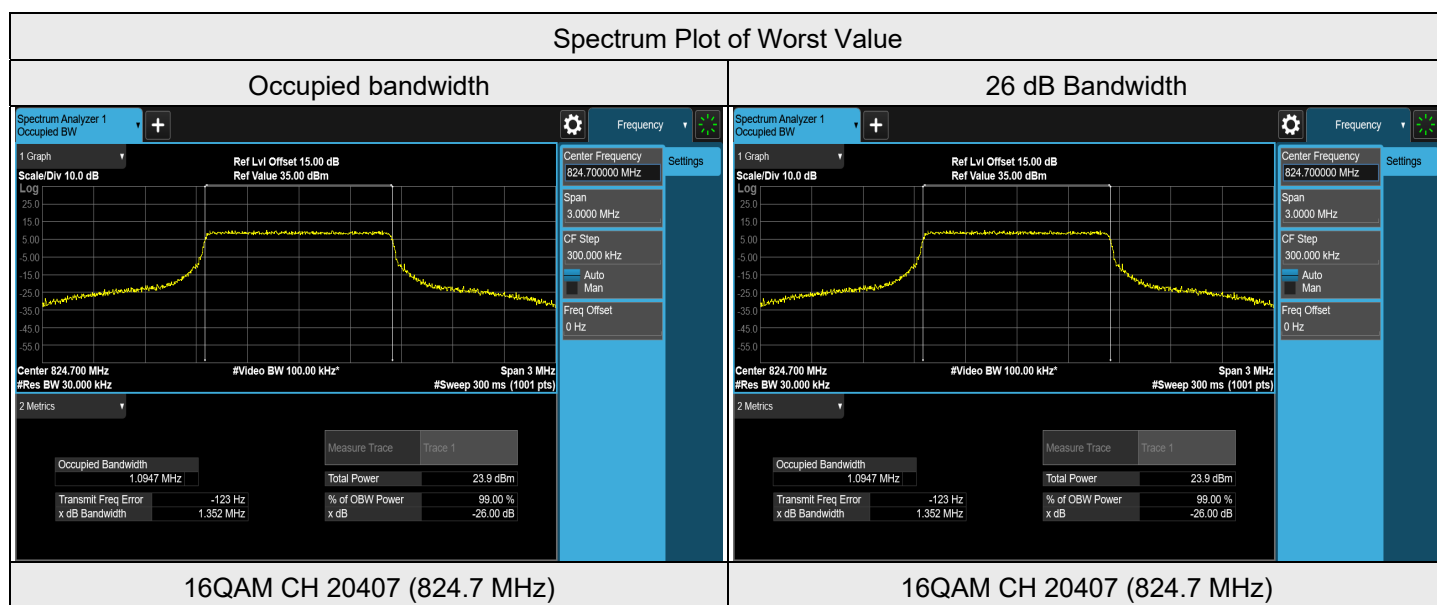 Spectrum Plot of Worst Value
Occupied bandwidth
26 dB Bandwidth
Spectrum Analyzer 1
Occupied BW
+
Frequency
1 Graph
Ref Lvl Offset 15.00 dB
Scale/Div 10.0 dB
Ref Value 35.00 dBm
Log
25.0
15.0
5.00
-5.00
-15.0
-25.0
-35.0
-45.0
-55.0
Center 824.700 MHz
#Video BW 100.00 kHz*
Span 3 MHz
#Res BW 30.000 kHz
#Sweep 300 ms (1001 pts)
Center Frequency
824.700000 MHz
Settings
Span
3.0000 MHz
CF Step
300.000 kHz
Auto
Man
Freq Offset
0 Hz
2 Metrics
Measure Trace Trace 1
Occupied Bandwidth
1.0947 MHz
Total Power 23.9 dBm
Transmit Freq Error -123 Hz
% of OBW Power 99.00 %
x dB Bandwidth 1.352 MHz
x dB -26.00 dB
Spectrum Analyzer 1
Occupied BW
+
Frequency
1 Graph
Ref Lvl Offset 15.00 dB
Scale/Div 10.0 dB
Ref Value 35.00 dBm
Log
25.0
15.0
5.00
-5.00
-15.0
-25.0
-35.0
-45.0
-55.0
Center 824.700 MHz
#Video BW 100.00 kHz*
Span 3 MHz
#Res BW 30.000 kHz
#Sweep 300 ms (1001 pts)
Center Frequency
824.700000 MHz
Settings
Span
3.0000 MHz
CF Step
300.000 kHz
Auto
Man
Freq Offset
0 Hz
2 Metrics
Measure Trace Trace 1
Occupied Bandwidth
1.0947 MHz
Total Power 23.9 dBm
Transmit Freq Error -123 Hz
% of OBW Power 99.00 %
x dB Bandwidth 1.352 MHz
x dB -26.00 dB
16QAM CH 20407 (824.7 MHz)
16QAM CH 20407 (824.7 MHz)